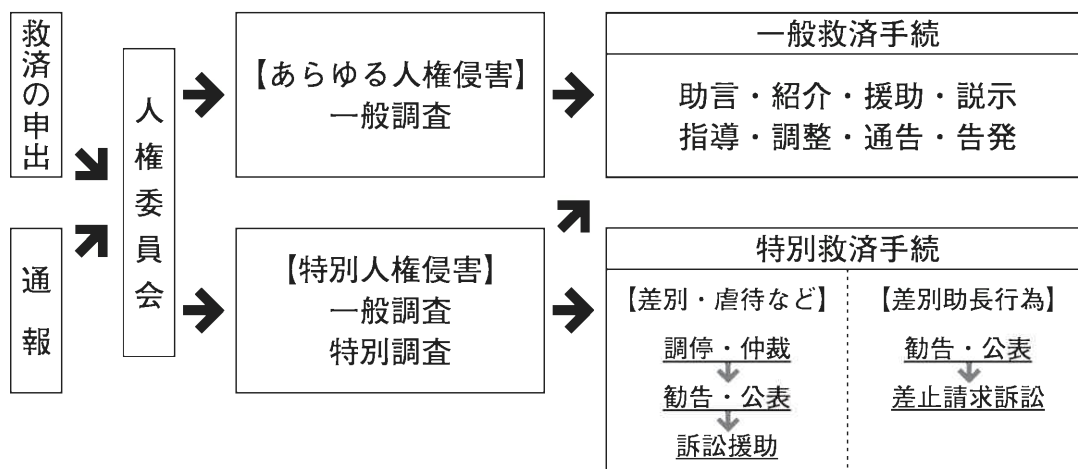 救済の申出
通報
人権委員会
【あらゆる人権侵害】
一般調査
【特別人権侵害】
一般調査
特別調査
一般救済手続
助言・紹介・援助・説示
指導・調整・通告・告発
特別救済手続
【差別・虐待など】
調停・仲裁
勧告・公表
訴訟援助
【差別助長行為】
勧告・公表
差止請求訴訟